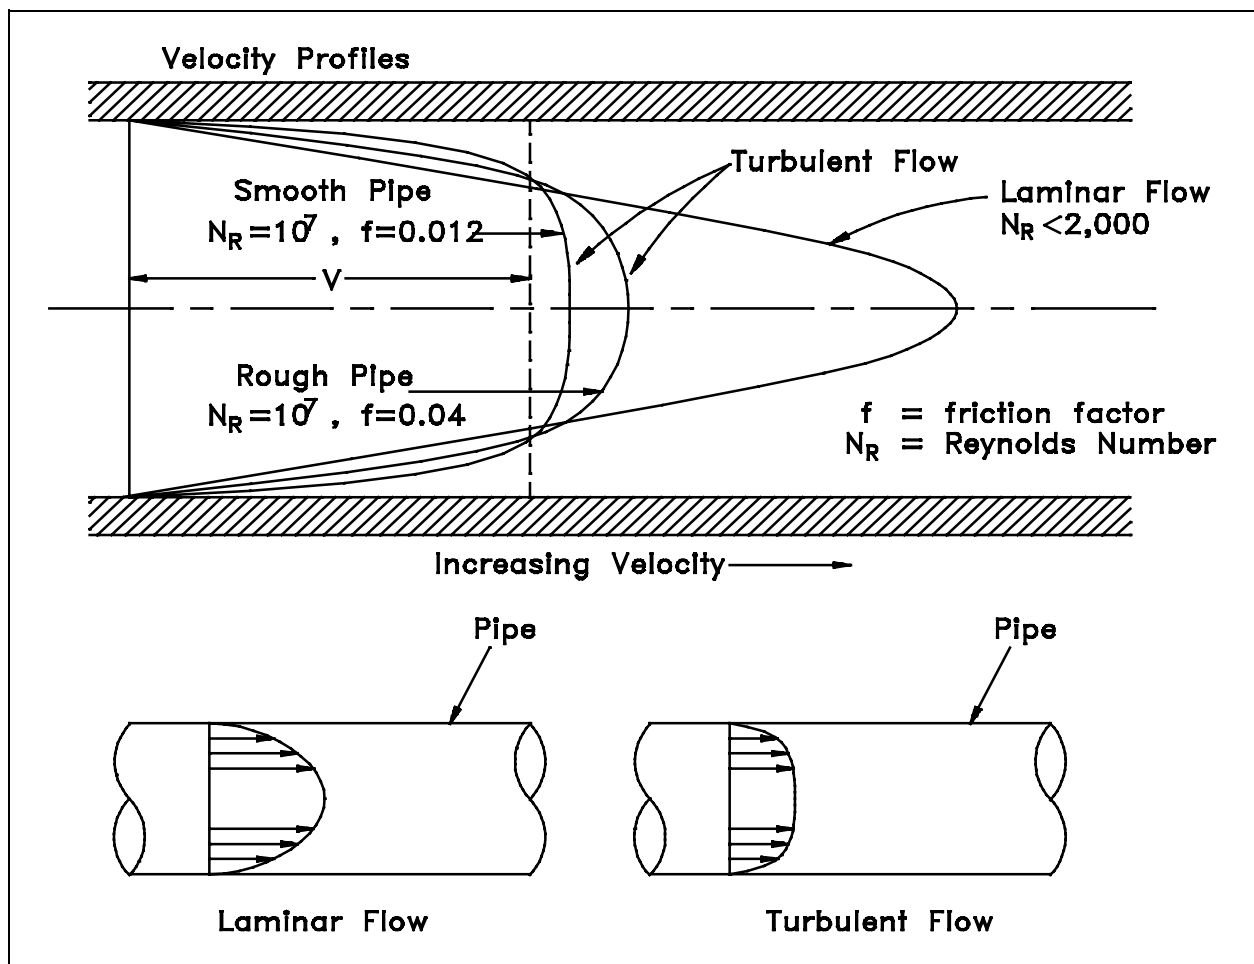 Velocity Profiles
Turbulent Flow
Smooth Pipe
N_R=10^7 , f=0.012
Laminar Flow
N_R<2,000
V
Rough Pipe
N_R=10^7 , f=0.04
f = friction factor
N_R = Reynolds Number
Increasing Velocity
Pipe
Pipe
Laminar Flow
Turbulent Flow